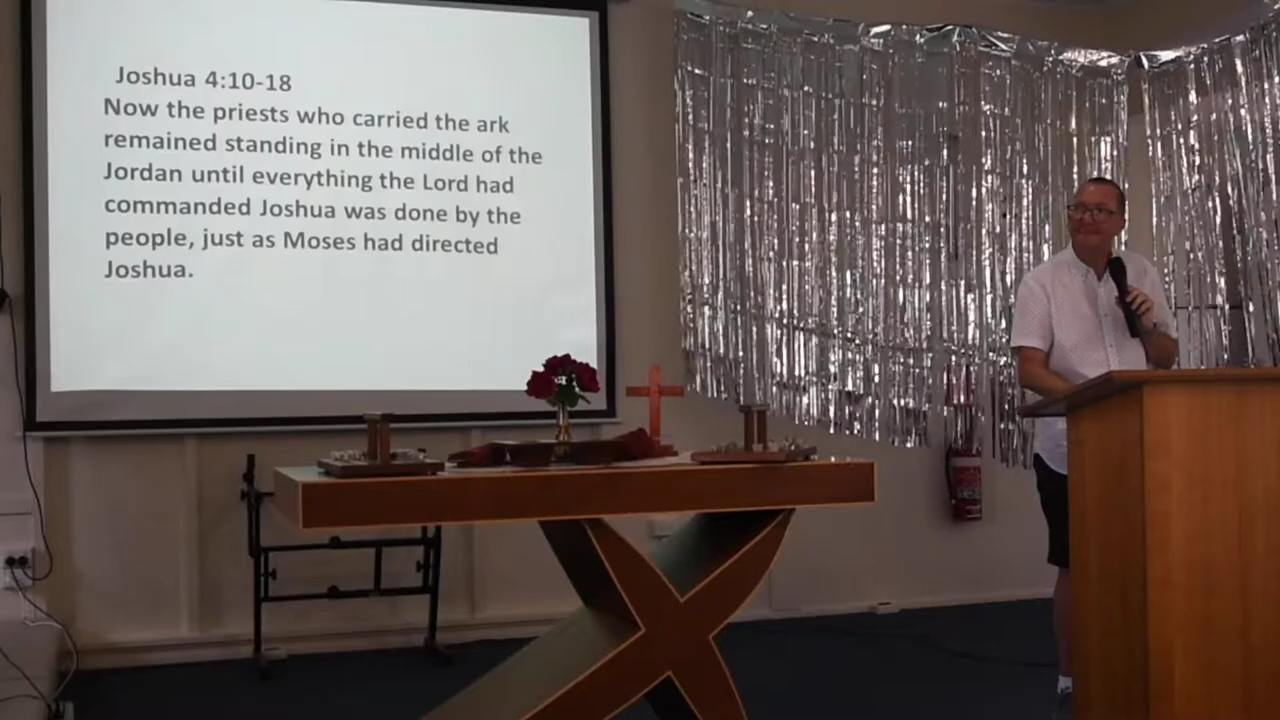 Joshua 4:10-18
Now the priests who carried the ark
remained standing in the middle of the
Jordan until everything the Lord had
commanded Joshua was done by the
people, just as Moses had directed
Joshua.